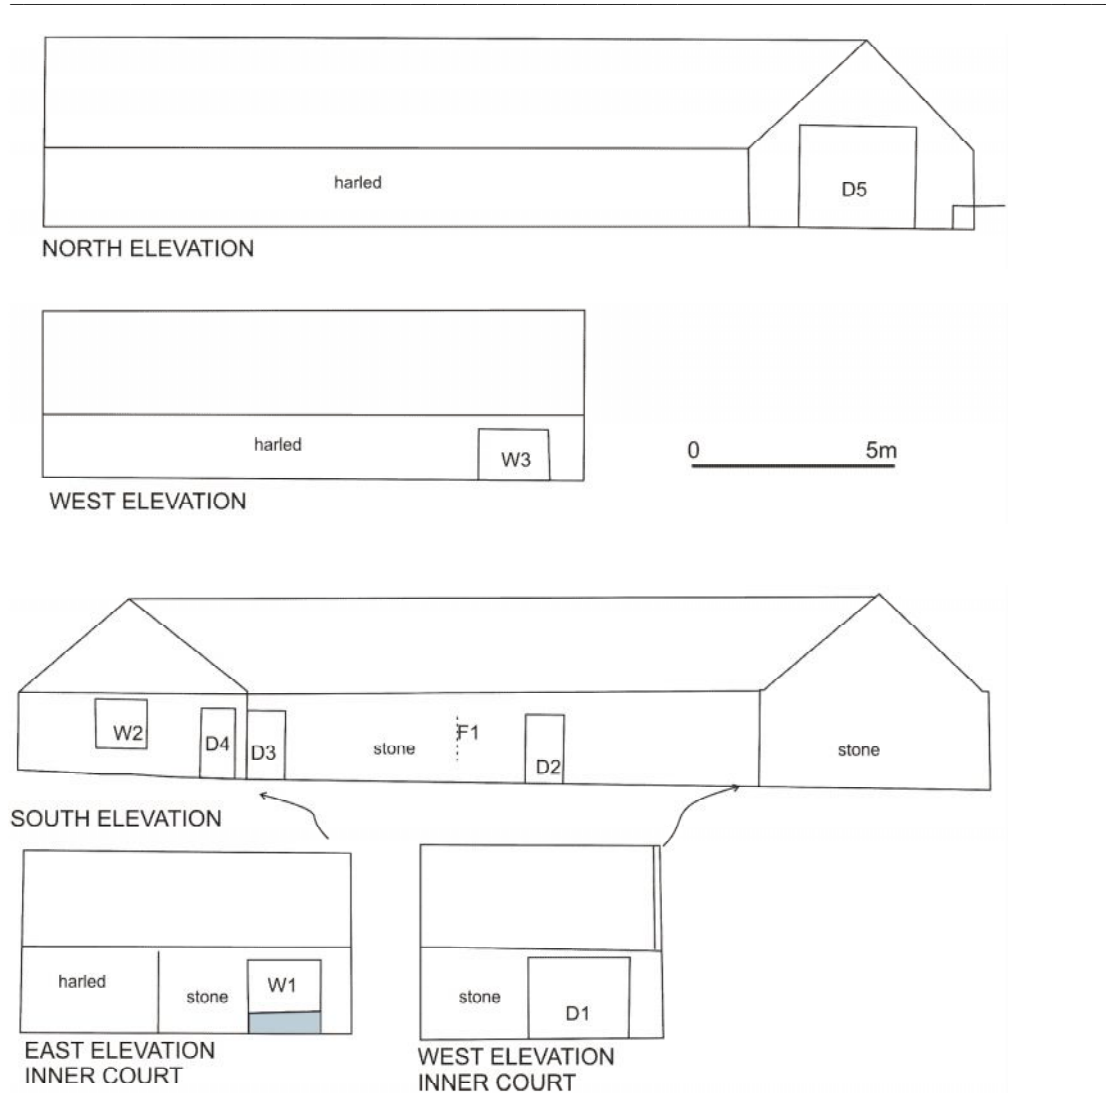 harled
D5
NORTH ELEVATION
harled
W3
0 5m
WEST ELEVATION
W2
D4
D3
stone
F1
D2
stone
SOUTH ELEVATION
harled
stone
W1
EAST ELEVATION
INNER COURT
stone
D1
WEST ELEVATION
INNER COURT